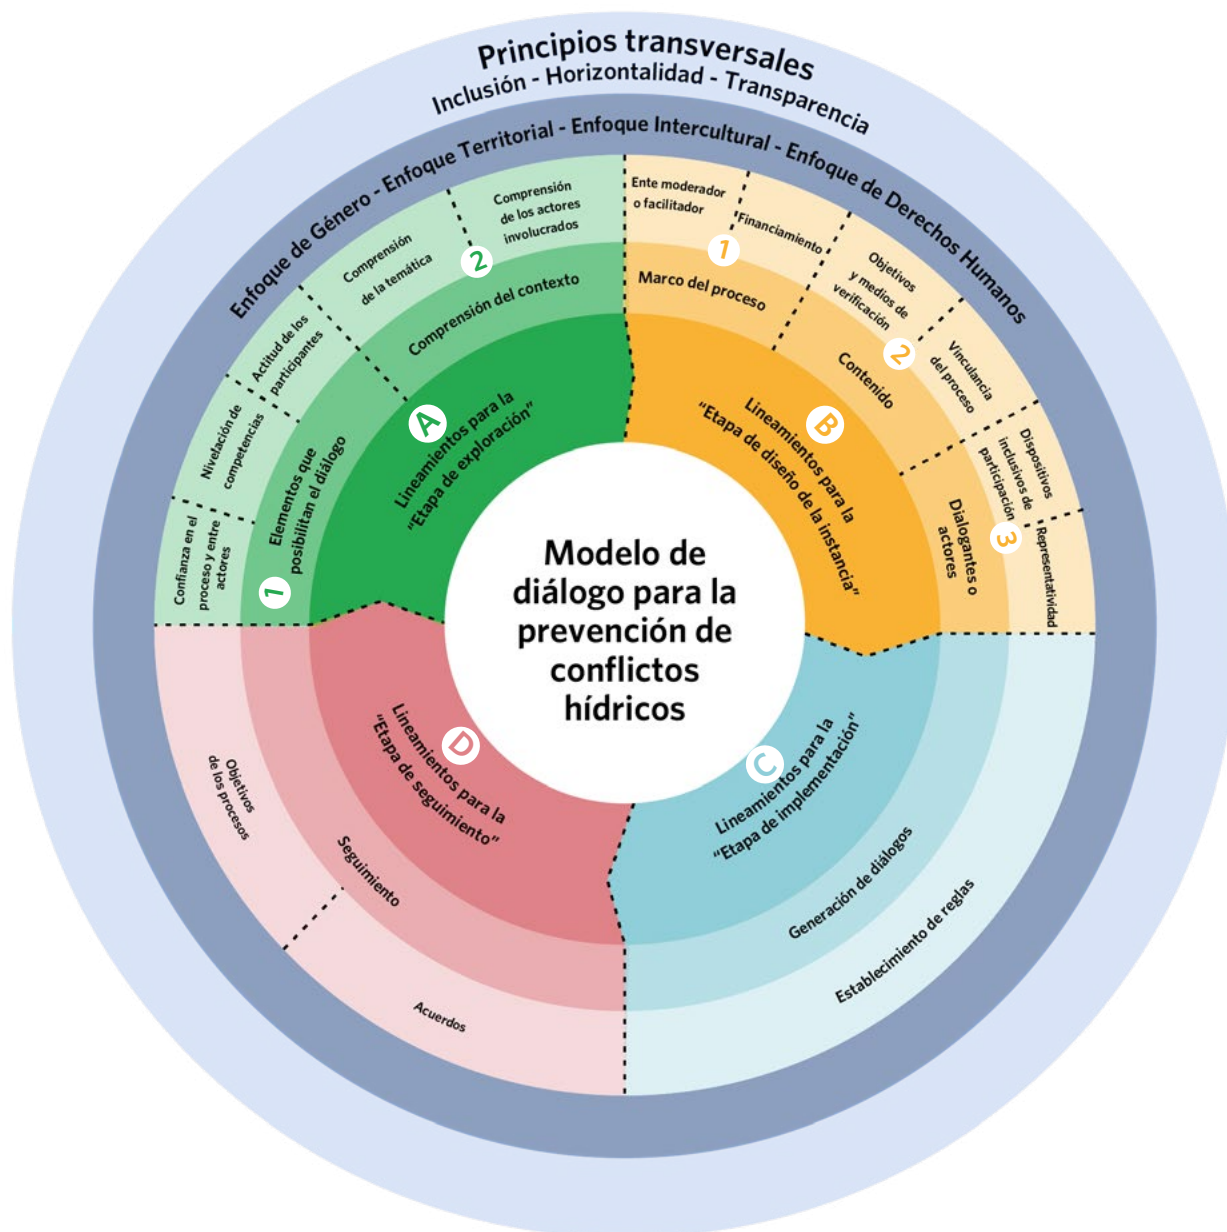 Principios transversales
Inclusión - Horizontalidad - Transparencia
Enfoque de Género - Enfoque Territorial - Enfoque Intercultural - Enfoque de Derechos Humanos
Modelo de
diálogo para la
prevención de
conflictos
hídricos
A
Lineamientos para la
“Etapa de exploración”
1
Elementos que
posibilitan el diálogo
Confianza en el
proceso y entre
actores
Nivelación de
competencias
Actitud de los
participantes
2
Comprensión del contexto
Comprensión
de la temática
Comprensión
de los actores
involucrados
B
Lineamientos para la
“Etapa de diseño de la instancia”
1
Marco del proceso
Ente moderador
o facilitador
Financiamiento
2
Contenido
Objetivos
y medios de
verificación
Vinculancia
del proceso
3
Dialogantes o
actores
Dispositivos
inclusivos de
participación
Representatividad
C
Lineamientos para la
“Etapa de implementación”
Generación de diálogos
Establecimiento de reglas
D
Lineamientos para la
“Etapa de seguimiento”
Seguimiento
Acuerdos
Objetivos
de los procesos